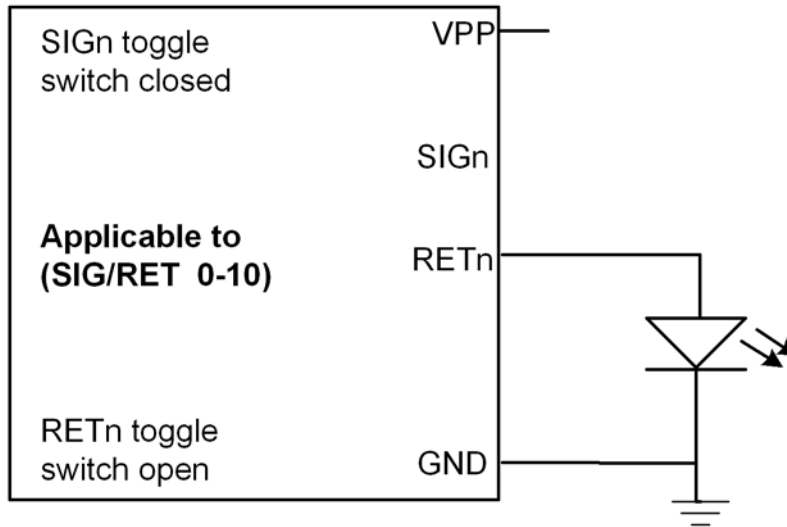 SIGn toggle
switch closed
VPP
SIGn
Applicable to
(SIG/RET 0-10)
RETn
RETn toggle
switch open
GND